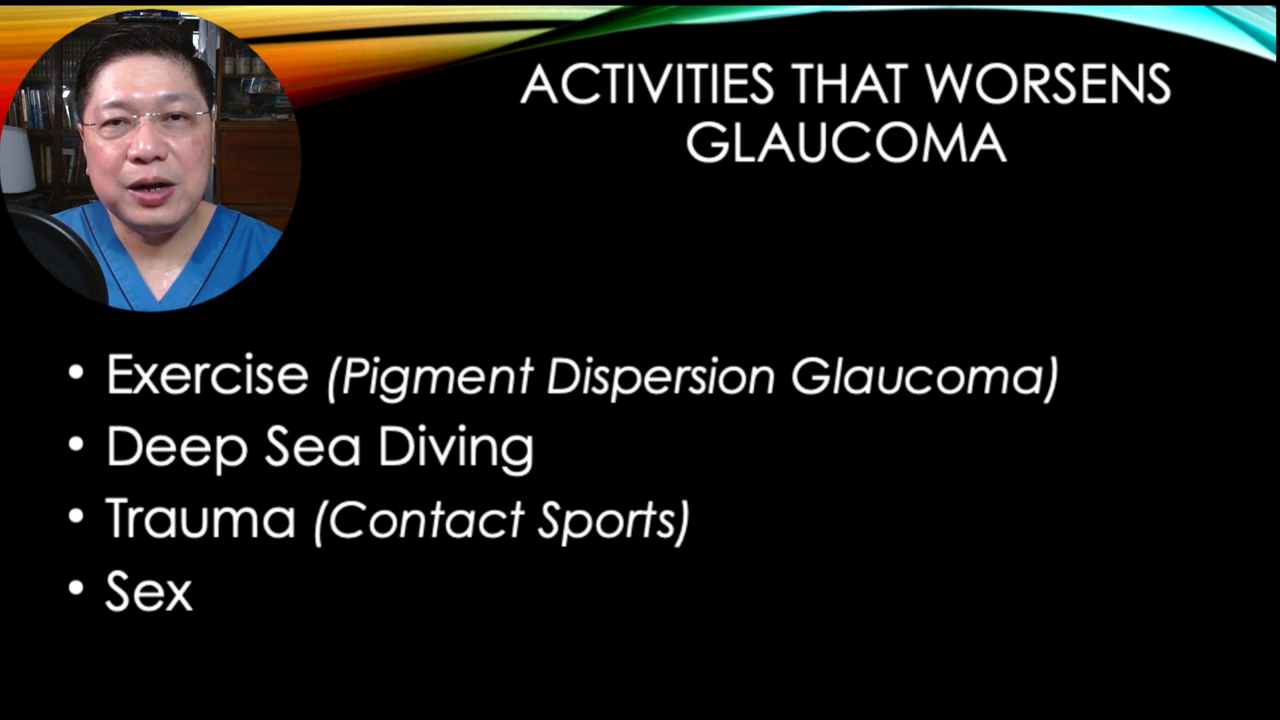 ACTIVITIES THAT WORSENS
GLAUCOMA
• Exercise (Pigment Dispersion Glaucoma)
• Deep Sea Diving
• Trauma (Contact Sports)
• Sex